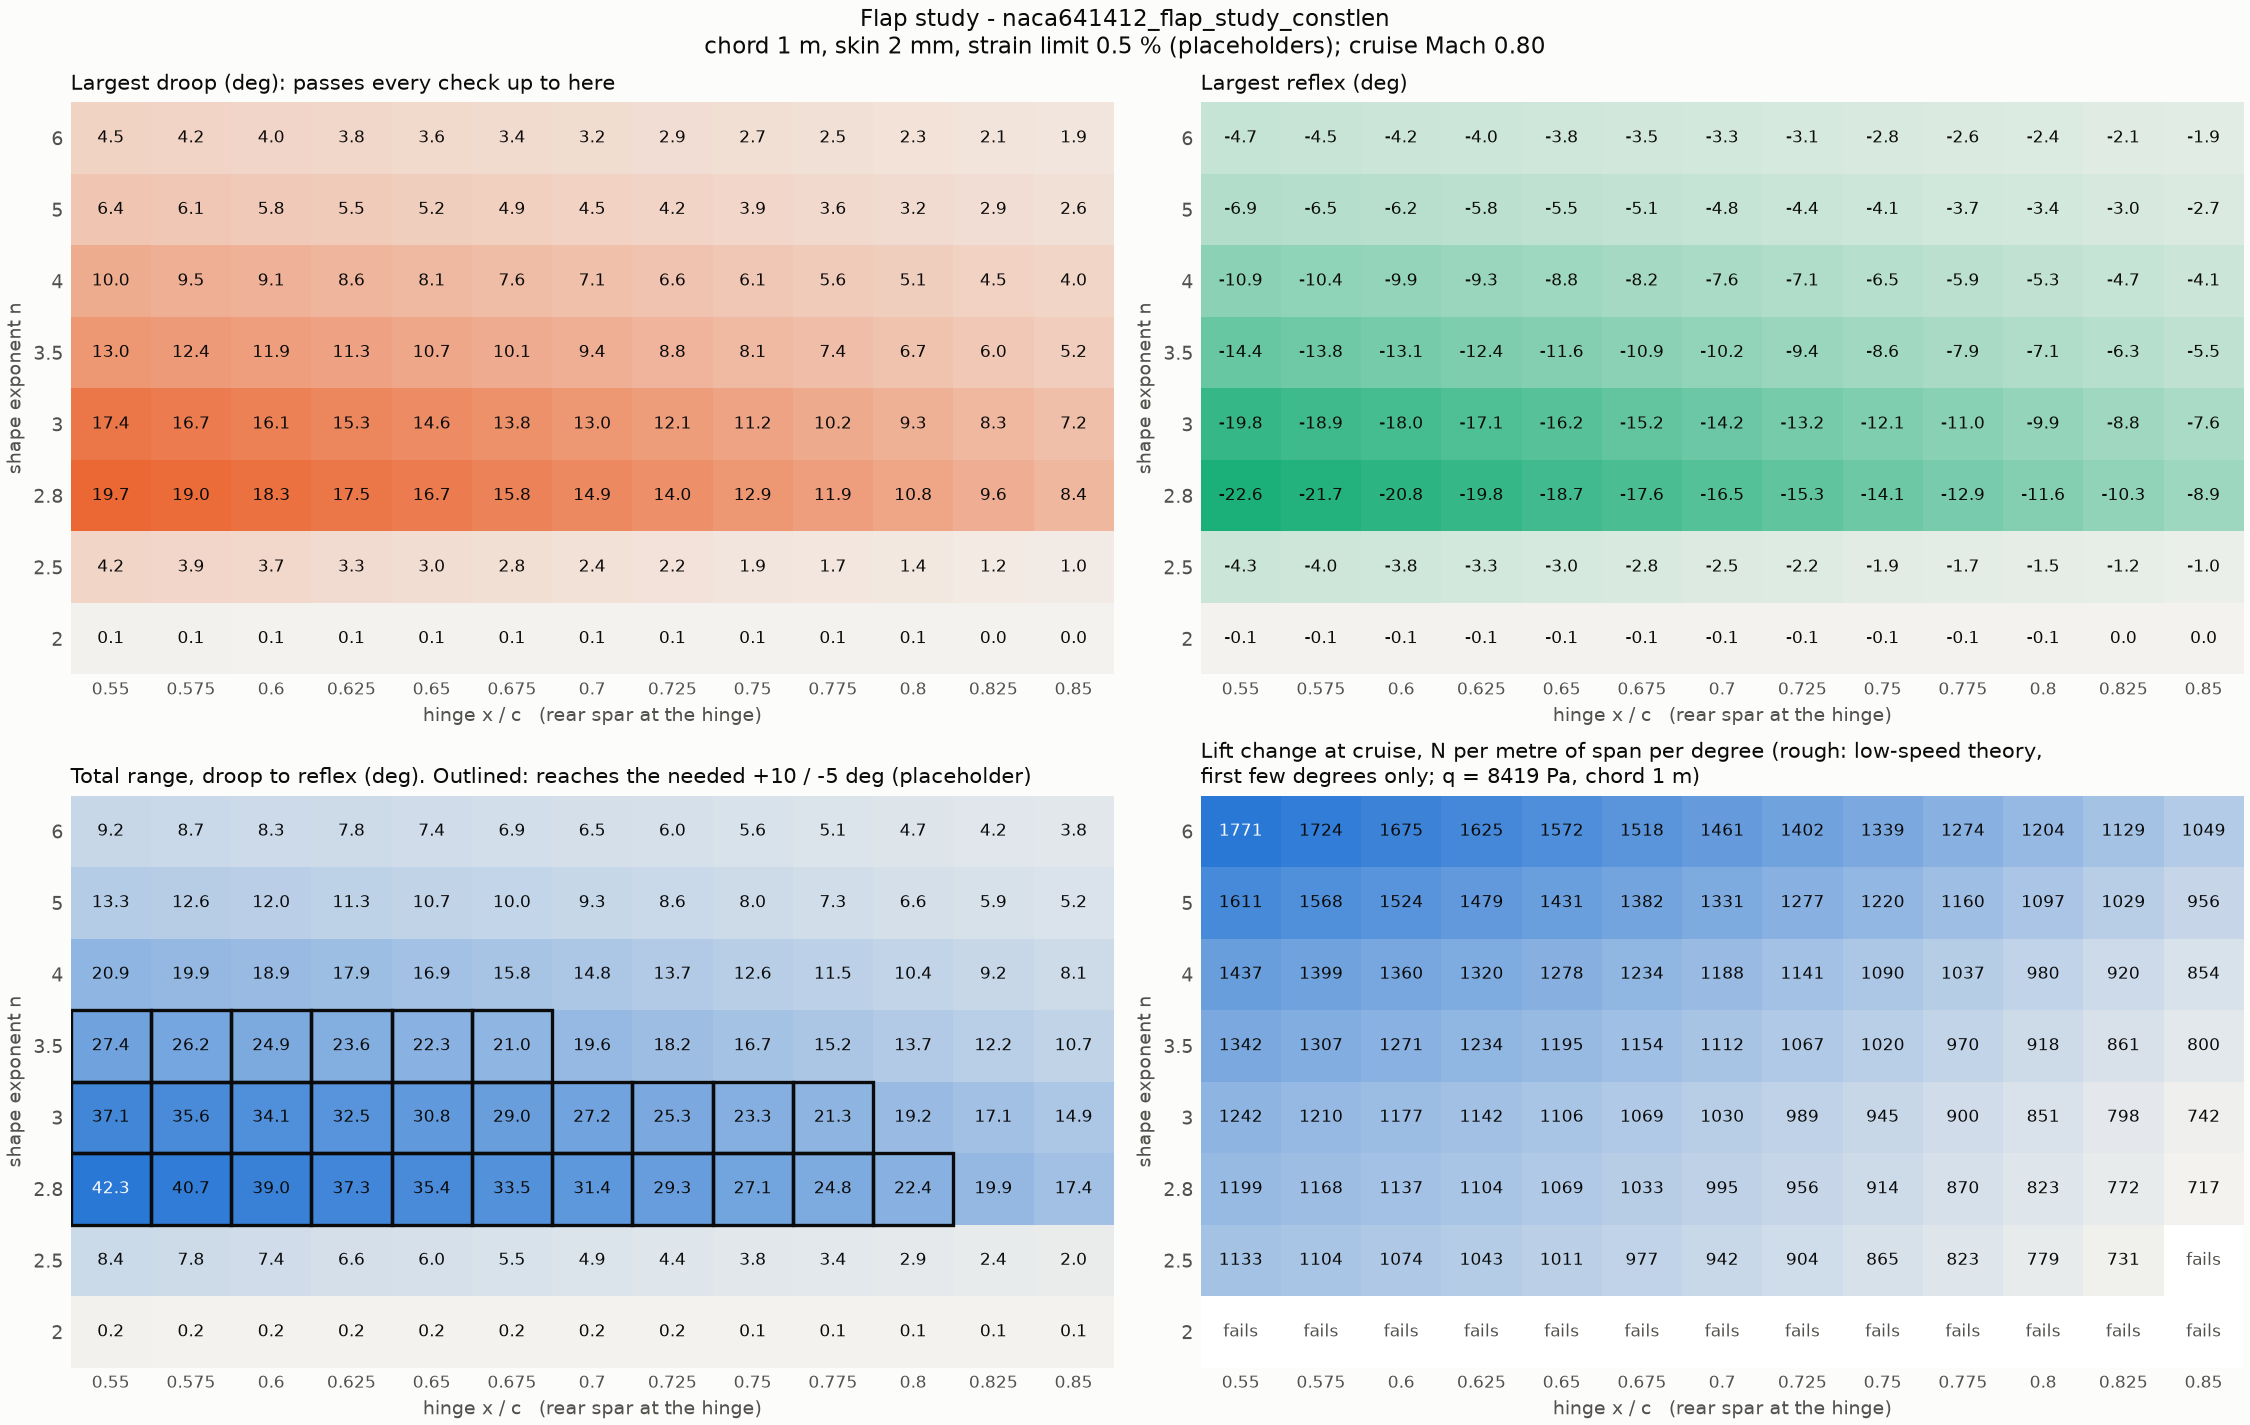 Flap study - naca641412_flap_study_constlen
chord 1 m, skin 2 mm, strain limit 0.5 % (placeholders); cruise Mach 0.80
Largest droop (deg): passes every check up to here
shape exponent n
6 4.5 4.2 4.0 3.8 3.6 3.4 3.2 2.9 2.7 2.5 2.3 2.1 1.9
5 6.4 6.1 5.8 5.5 5.2 4.9 4.5 4.2 3.9 3.6 3.2 2.9 2.6
4 10.0 9.5 9.1 8.6 8.1 7.6 7.1 6.6 6.1 5.6 5.1 4.5 4.0
3.5 13.0 12.4 11.9 11.3 10.7 10.1 9.4 8.8 8.1 7.4 6.7 6.0 5.2
3 17.4 16.7 16.1 15.3 14.6 13.8 13.0 12.1 11.2 10.2 9.3 8.3 7.2
2.8 19.7 19.0 18.3 17.5 16.7 15.8 14.9 14.0 12.9 11.9 10.8 9.6 8.4
2.5 4.2 3.9 3.7 3.3 3.0 2.8 2.4 2.2 1.9 1.7 1.4 1.2 1.0
2 0.1 0.1 0.1 0.1 0.1 0.1 0.1 0.1 0.1 0.1 0.1 0.0 0.0
0.55 0.575 0.6 0.625 0.65 0.675 0.7 0.725 0.75 0.775 0.8 0.825 0.85
hinge x / c (rear spar at the hinge)
Largest reflex (deg)
shape exponent n
6 -4.7 -4.5 -4.2 -4.0 -3.8 -3.5 -3.3 -3.1 -2.8 -2.6 -2.4 -2.1 -1.9
5 -6.9 -6.5 -6.2 -5.8 -5.5 -5.1 -4.8 -4.4 -4.1 -3.7 -3.4 -3.0 -2.7
4 -10.9 -10.4 -9.9 -9.3 -8.8 -8.2 -7.6 -7.1 -6.5 -5.9 -5.3 -4.7 -4.1
3.5 -14.4 -13.8 -13.1 -12.4 -11.6 -10.9 -10.2 -9.4 -8.6 -7.9 -7.1 -6.3 -5.5
3 -19.8 -18.9 -18.0 -17.1 -16.2 -15.2 -14.2 -13.2 -12.1 -11.0 -9.9 -8.8 -7.6
2.8 -22.6 -21.7 -20.8 -19.8 -18.7 -17.6 -16.5 -15.3 -14.1 -12.9 -11.6 -10.3 -8.9
2.5 -4.3 -4.0 -3.8 -3.3 -3.0 -2.8 -2.5 -2.2 -1.9 -1.7 -1.5 -1.2 -1.0
2 -0.1 -0.1 -0.1 -0.1 -0.1 -0.1 -0.1 -0.1 -0.1 -0.1 -0.1 0.0 0.0
0.55 0.575 0.6 0.625 0.65 0.675 0.7 0.725 0.75 0.775 0.8 0.825 0.85
hinge x / c (rear spar at the hinge)
Total range, droop to reflex (deg). Outlined: reaches the needed +10 / -5 deg (placeholder)
shape exponent n
6 9.2 8.7 8.3 7.8 7.4 6.9 6.5 6.0 5.6 5.1 4.7 4.2 3.8
5 13.3 12.6 12.0 11.3 10.7 10.0 9.3 8.6 8.0 7.3 6.6 5.9 5.2
4 20.9 19.9 18.9 17.9 16.9 15.8 14.8 13.7 12.6 11.5 10.4 9.2 8.1
3.5 27.4 26.2 24.9 23.6 22.3 21.0 19.6 18.2 16.7 15.2 13.7 12.2 10.7
3 37.1 35.6 34.1 32.5 30.8 29.0 27.2 25.3 23.3 21.3 19.2 17.1 14.9
2.8 42.3 40.7 39.0 37.3 35.4 33.5 31.4 29.3 27.1 24.8 22.4 19.9 17.4
2.5 8.4 7.8 7.4 6.6 6.0 5.5 4.9 4.4 3.8 3.4 2.9 2.4 2.0
2 0.2 0.2 0.2 0.2 0.2 0.2 0.2 0.2 0.1 0.1 0.1 0.1 0.1
0.55 0.575 0.6 0.625 0.65 0.675 0.7 0.725 0.75 0.775 0.8 0.825 0.85
hinge x / c (rear spar at the hinge)
Lift change at cruise, N per metre of span per degree (rough: low-speed theory,
first few degrees only; q = 8419 Pa, chord 1 m)
shape exponent n
6 1771 1724 1675 1625 1572 1518 1461 1402 1339 1274 1204 1129 1049
5 1611 1568 1524 1479 1431 1382 1331 1277 1220 1160 1097 1029 956
4 1437 1399 1360 1320 1278 1234 1188 1141 1090 1037 980 920 854
3.5 1342 1307 1271 1234 1195 1154 1112 1067 1020 970 918 861 800
3 1242 1210 1177 1142 1106 1069 1030 989 945 900 851 798 742
2.8 1199 1168 1137 1104 1069 1033 995 956 914 870 823 772 717
2.5 1133 1104 1074 1043 1011 977 942 904 865 823 779 731 fails
2 fails fails fails fails fails fails fails fails fails fails fails fails fails
0.55 0.575 0.6 0.625 0.65 0.675 0.7 0.725 0.75 0.775 0.8 0.825 0.85
hinge x / c (rear spar at the hinge)